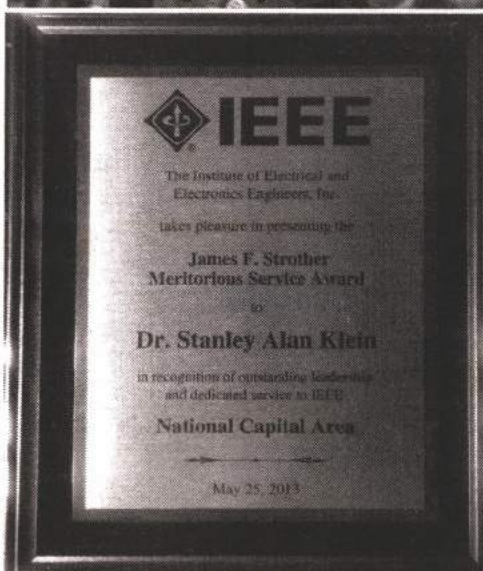 IEEE
The Institute of Electrical and
Electronics Engineers, Inc.
takes pleasure in presenting the
James F. Strother
Meritorious Service Award
to
Dr. Stanley Alan Klein
in recognition of outstanding leadership
and dedicated service to IEEE
National Capital Area
May 25, 2013